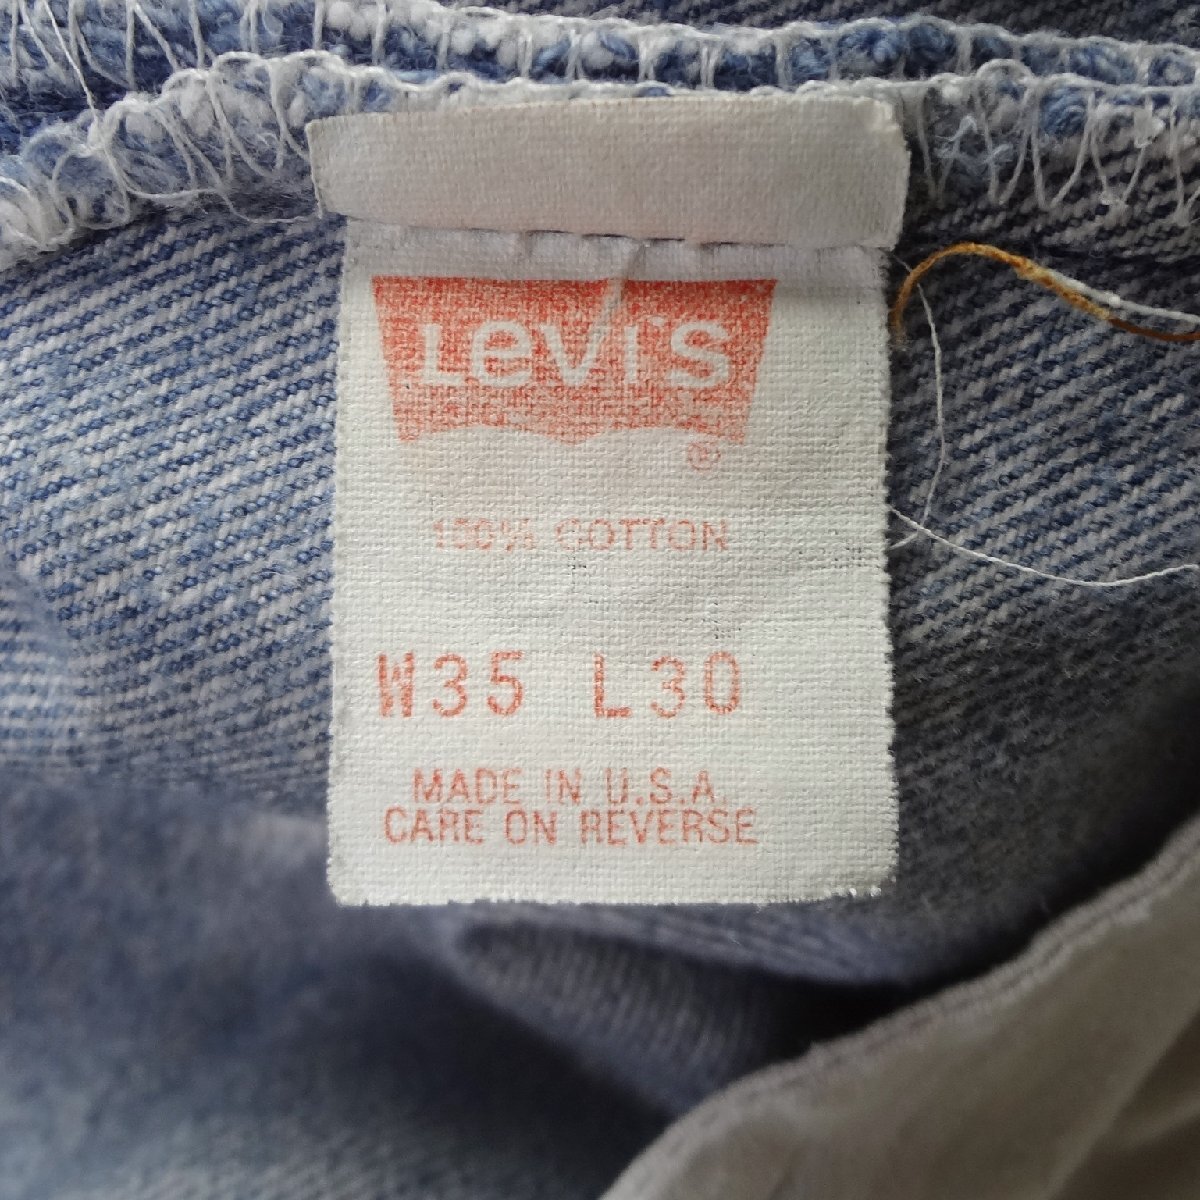 Levi's
®
100% COTTON
W35 L30
MADE IN U.S.A
CARE ON REVERSE